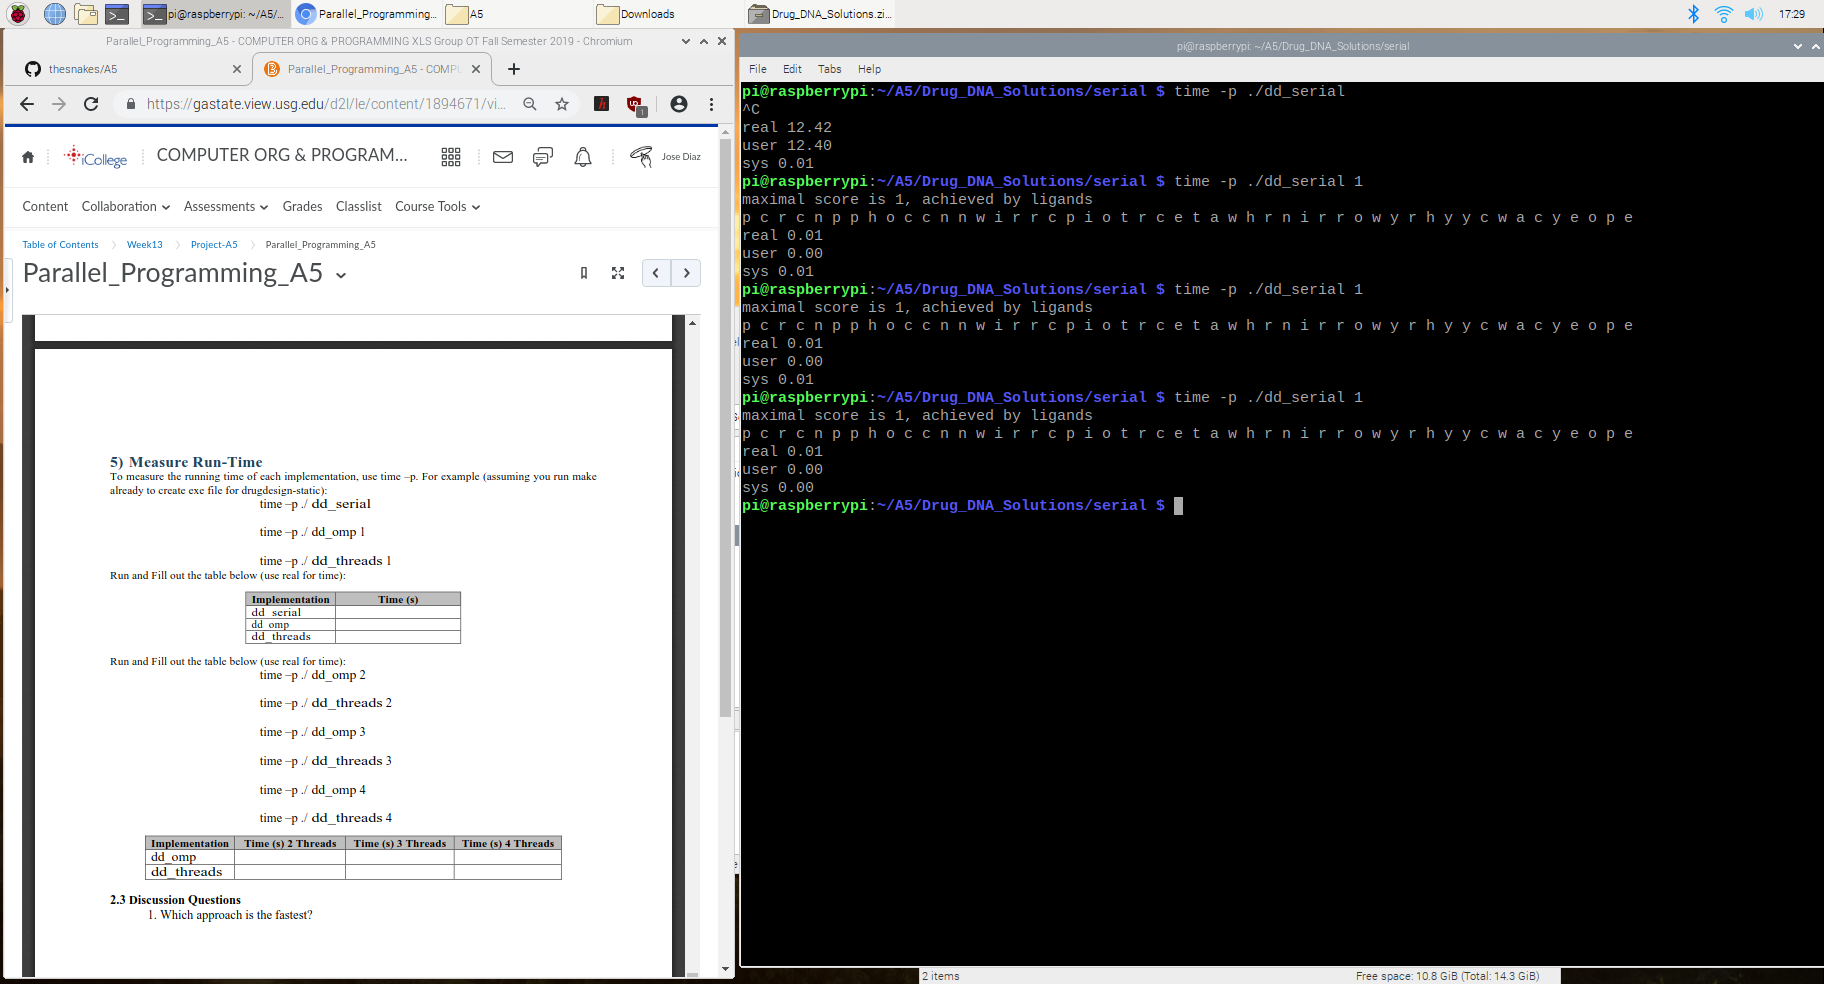 pi@raspberrypi: ~/A5/...
Parallel_Programming...
A5
Downloads
Drug_DNA_Solutions.zi...
17:29
Parallel_Programming_A5 - COMPUTER ORG & PROGRAMMING XLS Group OT Fall Semester 2019 - Chromium
thesnakes/A5
Parallel_Programming_A5 - COMPU
https://gastate.view.usg.edu/d2l/le/content/1894671/vi...
iCollege
COMPUTER ORG & PROGRAM...
Jose Diaz
Content Collaboration Assessments Grades Classlist Course Tools
Table of Contents Week13 Project-A5 Parallel_Programming_A5
Parallel_Programming_A5
5) Measure Run-Time
To measure the running time of each implementation, use time –p. For example (assuming you run make
already to create exe file for drugdesign-static):
time –p ./ dd_serial
time –p ./ dd_omp 1
time –p ./ dd_threads 1
Run and Fill out the table below (use real for time):
Implementation Time (s)
dd_serial
dd_omp
dd_threads
Run and Fill out the table below (use real for time):
time –p ./ dd_omp 2
time –p ./ dd_threads 2
time –p ./ dd_omp 3
time –p ./ dd_threads 3
time –p ./ dd_omp 4
time –p ./ dd_threads 4
Implementation Time (s) 2 Threads Time (s) 3 Threads Time (s) 4 Threads
dd_omp
dd_threads
2.3 Discussion Questions
1. Which approach is the fastest?
pi@raspberrypi: ~/A5/Drug_DNA_Solutions/serial
File Edit Tabs Help
pi@raspberrypi:~/A5/Drug_DNA_Solutions/serial $ time -p ./dd_serial
^C
real 12.42
user 12.40
sys 0.01
pi@raspberrypi:~/A5/Drug_DNA_Solutions/serial $ time -p ./dd_serial 1
maximal score is 1, achieved by ligands
p c r c n p p h o c c n n w i r r c p i o t r c e t a w h r n i r r o w y r h y y c w a c y e o p e
real 0.01
user 0.00
sys 0.01
pi@raspberrypi:~/A5/Drug_DNA_Solutions/serial $ time -p ./dd_serial 1
maximal score is 1, achieved by ligands
p c r c n p p h o c c n n w i r r c p i o t r c e t a w h r n i r r o w y r h y y c w a c y e o p e
real 0.01
user 0.00
sys 0.01
pi@raspberrypi:~/A5/Drug_DNA_Solutions/serial $ time -p ./dd_serial 1
maximal score is 1, achieved by ligands
p c r c n p p h o c c n n w i r r c p i o t r c e t a w h r n i r r o w y r h y y c w a c y e o p e
real 0.01
user 0.00
sys 0.00
pi@raspberrypi:~/A5/Drug_DNA_Solutions/serial $
2 items
Free space: 10.8 GiB (Total: 14.3 GiB)